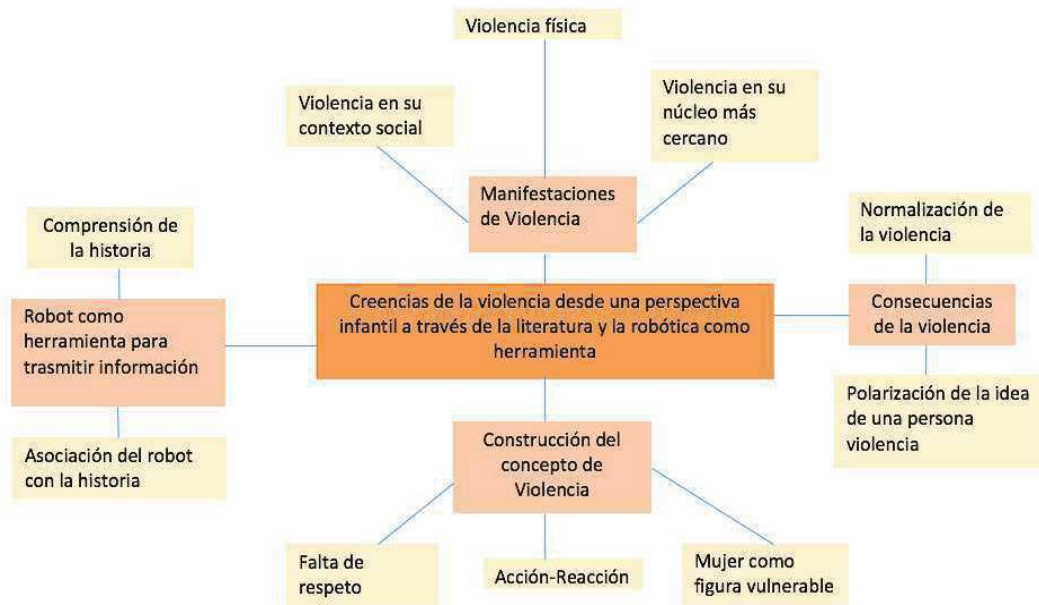 Violencia física
Violencia en su
contexto social
Violencia en su
núcleo más
cercano
Manifestaciones
de Violencia
Comprensión de
la historia
Normalización de
la violencia
Robot como
herramienta para
trasmitir información
Creencias de la violencia desde una perspectiva
infantil a través de la literatura y la robótica como
herramienta
Consecuencias
de la violencia
Asociación del robot
con la historia
Construcción del
concepto de
Violencia
Polarización de la idea
de una persona
violencia
Falta de
respeto
Acción-Reacción
Mujer como
figura vulnerable